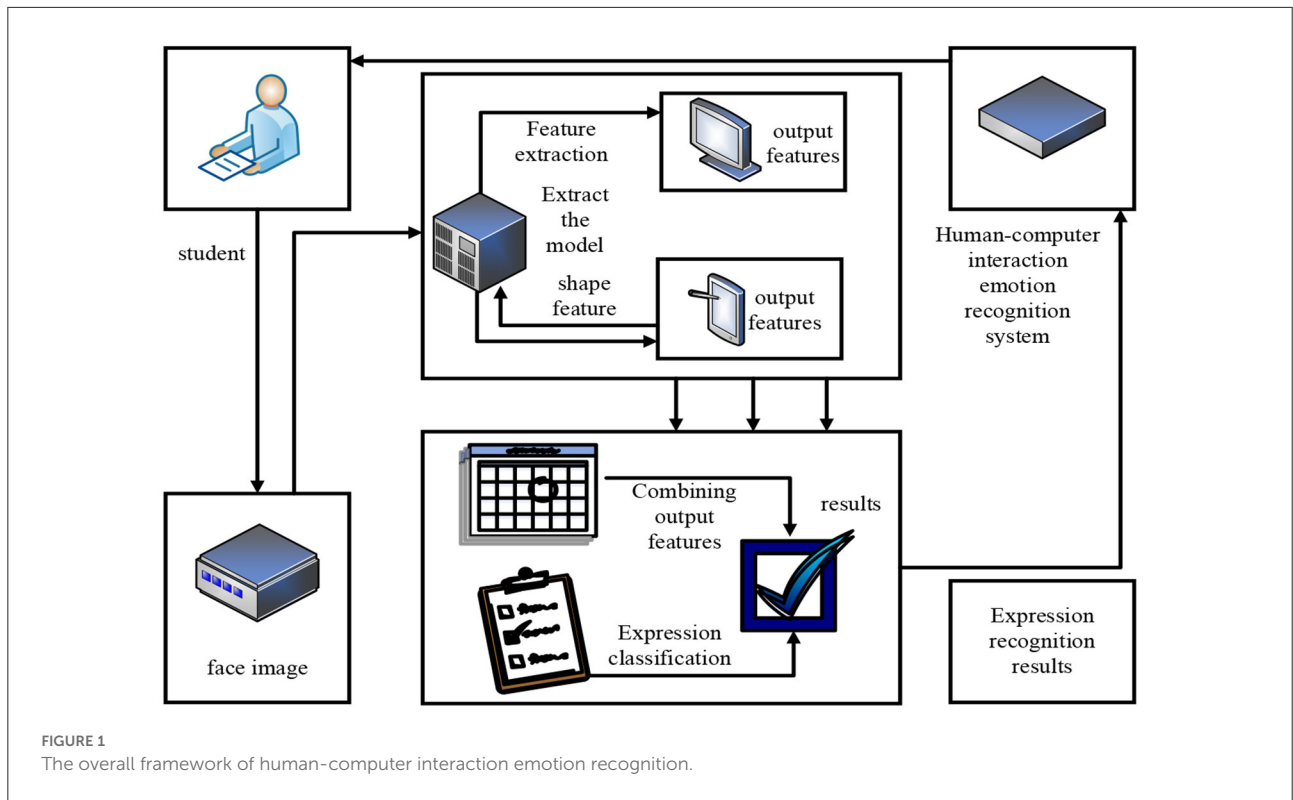 student
Feature
extraction
output
features
Extract
the
model
shape
feature
output
features
Human-computer
interaction
emotion
recognition
system
face image
Combining
output
features
results
Expression
classification
Expression
recognition
results
FIGURE 1
The overall framework of human-computer interaction emotion recognition.